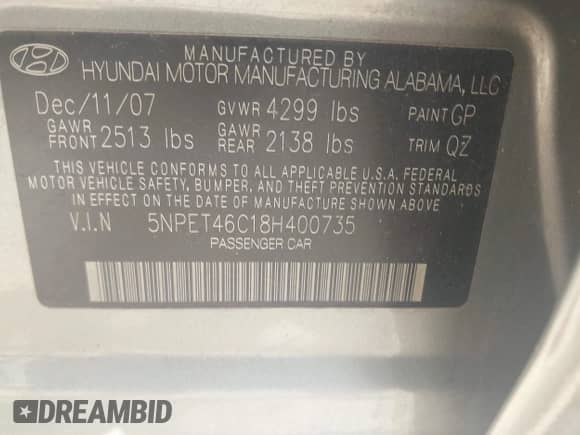 MANUFACTURED BY
HYUNDAI MOTOR MANUFACTURING ALABAMA, LLC
Dec/11/07 GVWR 4299 lbs PAINT GP
GAWR FRONT 2513 lbs GAWR REAR 2138 lbs TRIM QZ
THIS VEHICLE CONFORMS TO ALL APPLICABLE U.S.A. FEDERAL
MOTOR VEHICLE SAFETY, BUMPER, AND THEFT PREVENTION STANDARDS
IN EFFECT ON THE DATE OF MANUFACTURE SHOWN ABOVE.
V.I.N 5NPET46C18H400735
PASSENGER CAR
DREAMBID